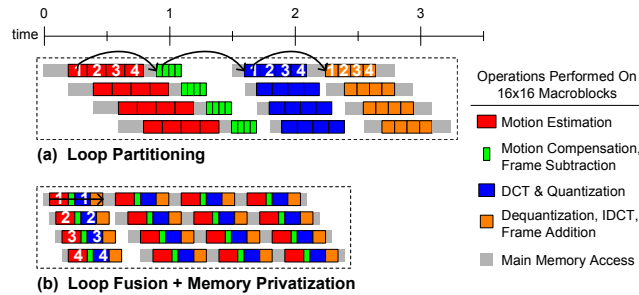 0 1 2 3
time
1 2 3 4
1 2 3 4
1 2 3 4
(a) Loop Partitioning
1 1
2 2
3 3
4 4
(b) Loop Fusion + Memory Privatization
Operations Performed On
16x16 Macroblocks
Motion Estimation
Motion Compensation,
Frame Subtraction
DCT & Quantization
Dequantization, IDCT,
Frame Addition
Main Memory Access